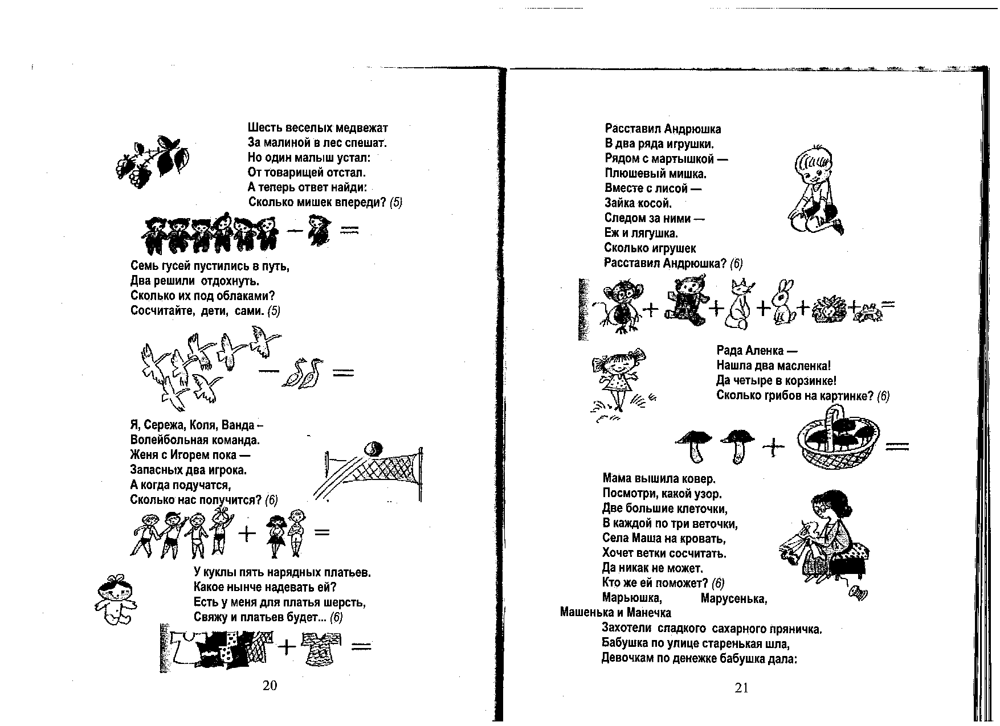 Шесть веселых медвежат
За малиной в лес спешат.
Но один малыш устал:
От товарищей отстал.
А теперь ответ найди:
Сколько мишек впереди? (5)
− =
Семь гусей пустились в путь,
Два решили отдохнуть.
Сколько их под облаками?
Сосчитайте, дети, сами. (5)
− =
Я, Сережа, Коля, Ванда –
Волейбольная команда.
Женя с Игорем пока —
Запасных два игрока.
А когда подучатся,
Сколько нас получится? (6)
+ =
У куклы пять нарядных платьев.
Какое нынче надевать ей?
Есть у меня для платья шерсть,
Свяжу и платьев будет... (6)
+ =
20
Расставил Андрюшка
В два ряда игрушки.
Рядом с мартышкой —
Плюшевый мишка.
Вместе с лисой —
Зайка косой.
Следом за ними —
Еж и лягушка.
Сколько игрушек
Расставил Андрюшка? (6)
+ + + + + =
Рада Аленка —
Нашла два масленка!
Да четыре в корзинке!
Сколько грибов на картинке? (6)
+ =
Мама вышила ковер.
Посмотри, какой узор.
Две большие клеточки,
В каждой по три веточки,
Села Маша на кровать,
Хочет ветки сосчитать.
Да никак не может.
Кто же ей поможет? (6)
Марьюшка, Марусенька,
Машенька и Манечка
Захотели сладкого сахарного пряничка.
Бабушка по улице старенькая шла,
Девочкам по денежке бабушка дала:
21